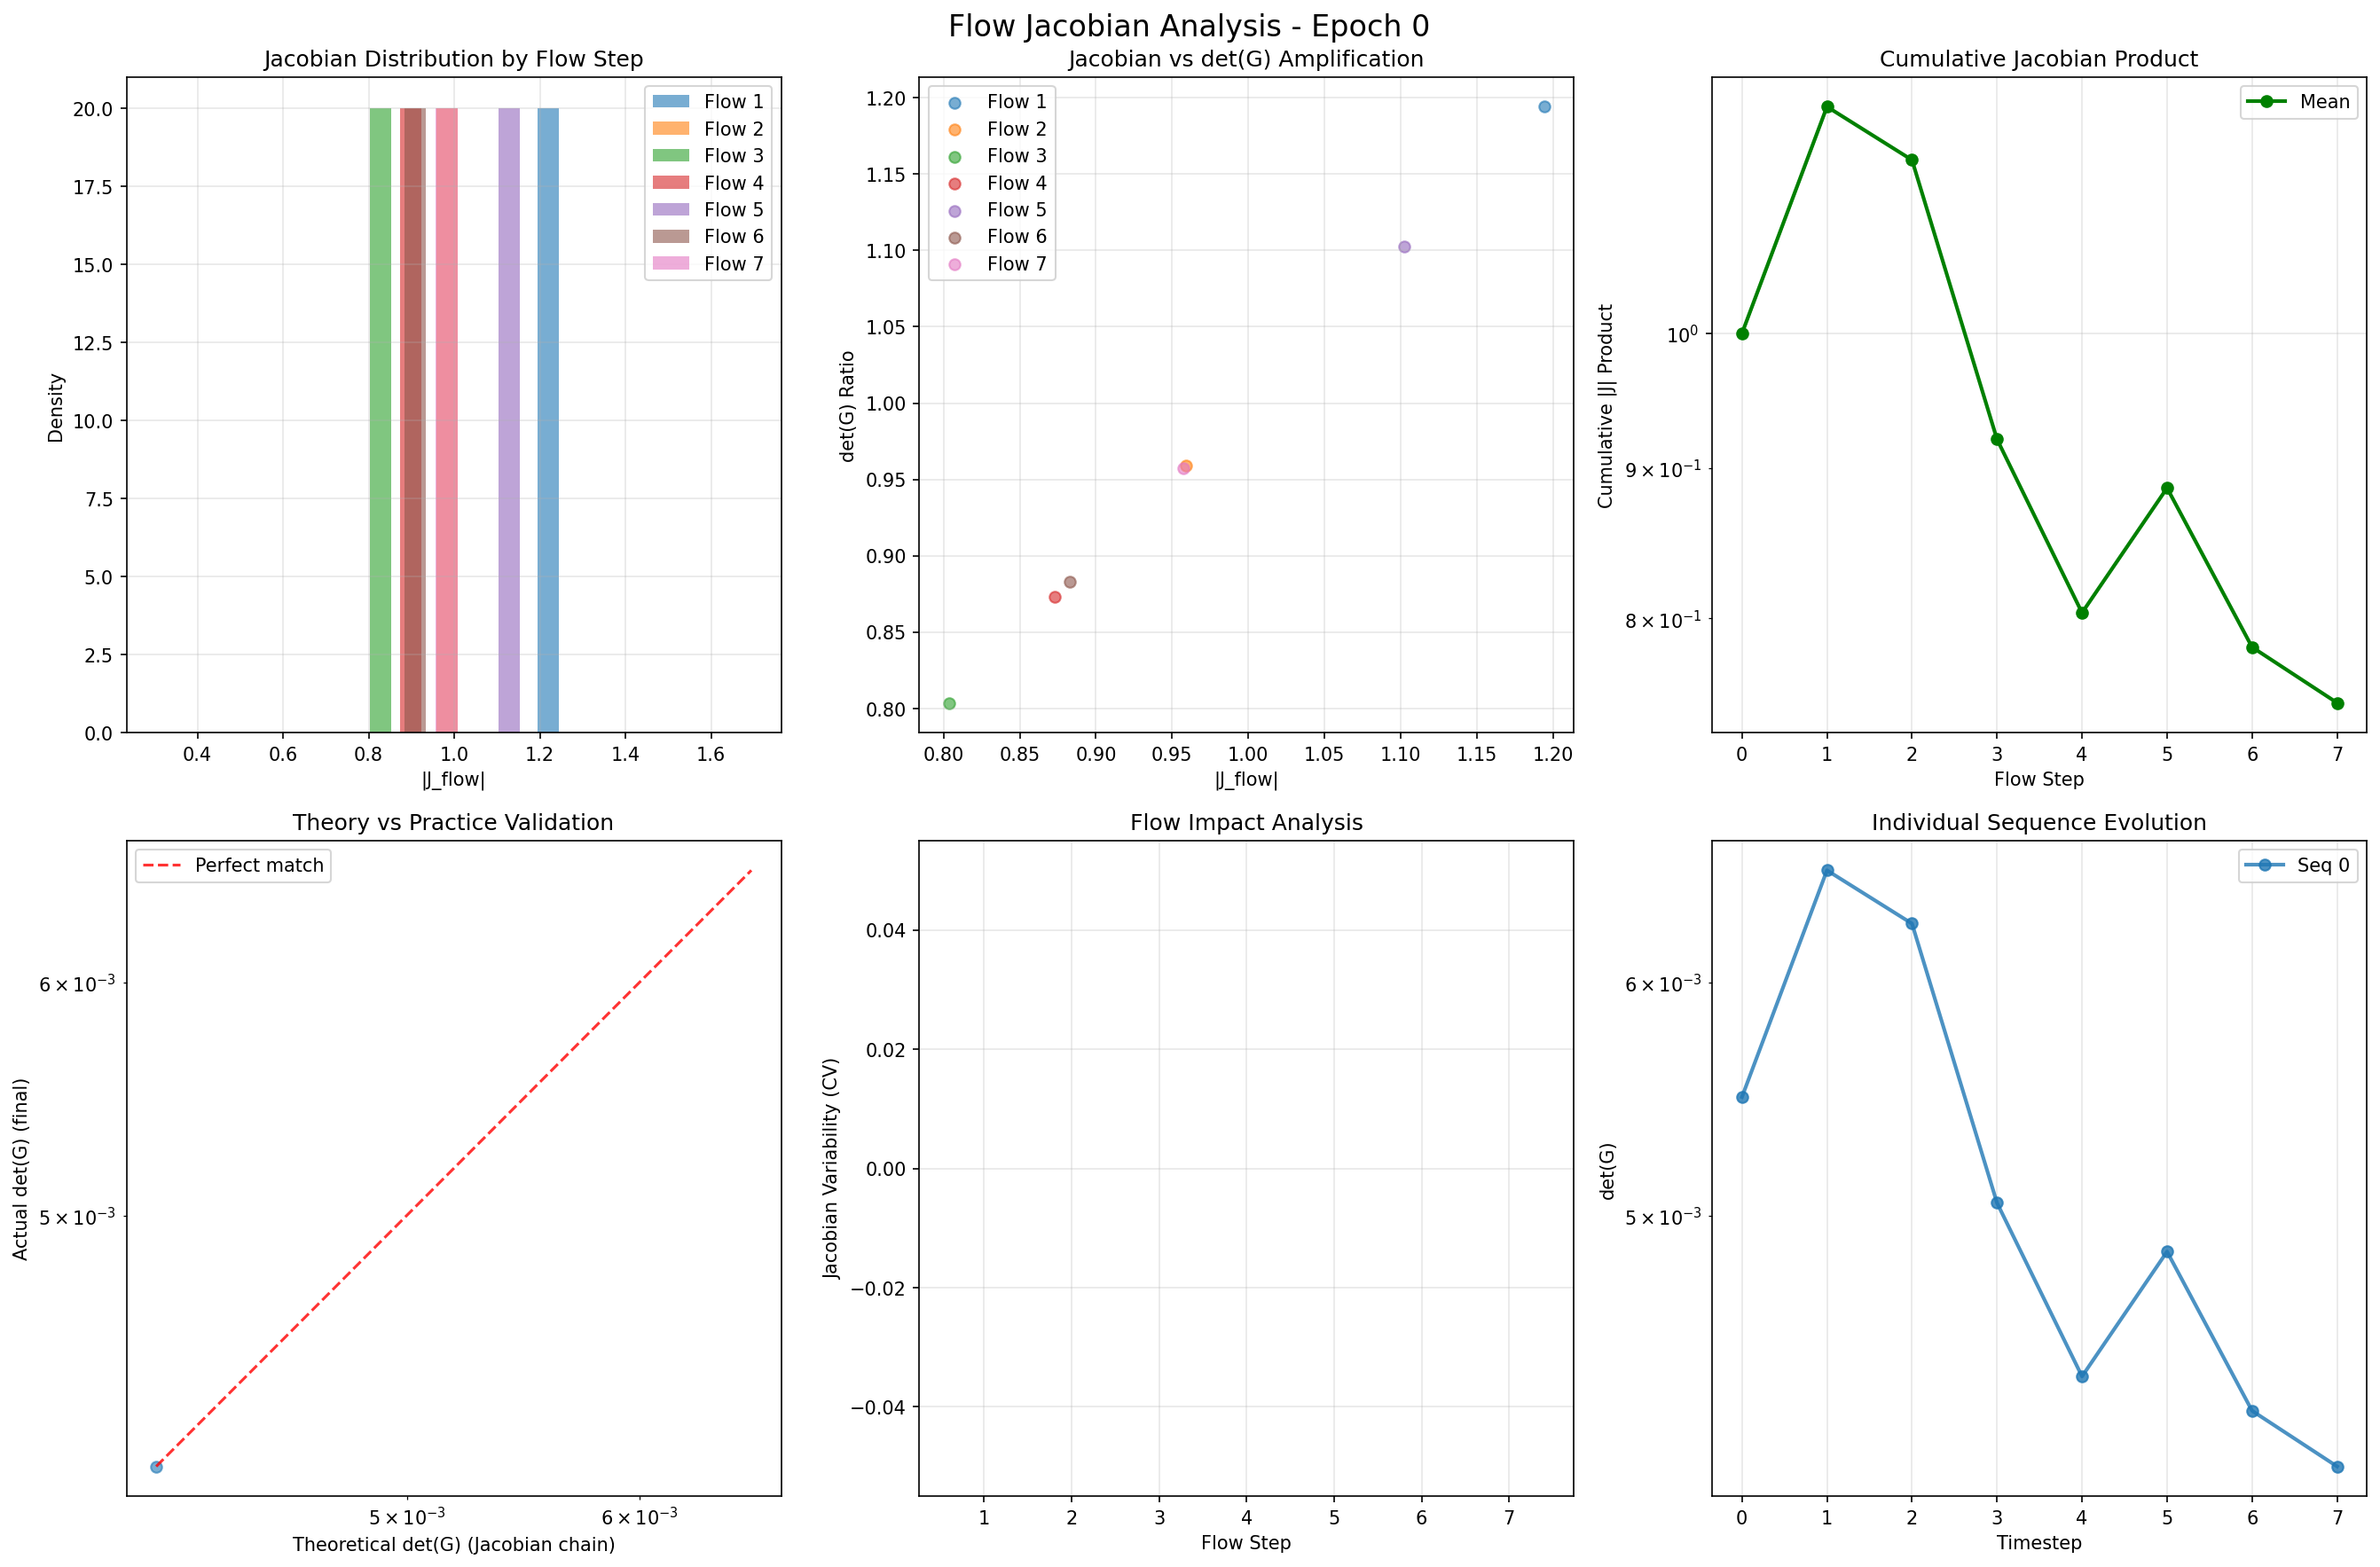 Flow Jacobian Analysis - Epoch 0
Jacobian Distribution by Flow Step
Density
20.0
17.5
15.0
12.5
10.0
7.5
5.0
2.5
0.0
0.4
0.6
0.8
1.0
1.2
1.4
1.6
|J_flow|
Flow 1
Flow 2
Flow 3
Flow 4
Flow 5
Flow 6
Flow 7
Jacobian vs det(G) Amplification
det(G) Ratio
1.20
1.15
1.10
1.05
1.00
0.95
0.90
0.85
0.80
0.80
0.85
0.90
0.95
1.00
1.05
1.10
1.15
1.20
|J_flow|
Flow 1
Flow 2
Flow 3
Flow 4
Flow 5
Flow 6
Flow 7
Cumulative Jacobian Product
Cumulative |J| Product
10⁰
9 × 10⁻¹
8 × 10⁻¹
0
1
2
3
4
5
6
7
Flow Step
Mean
Theory vs Practice Validation
Actual det(G) (final)
6 × 10⁻³
5 × 10⁻³
5 × 10⁻³
6 × 10⁻³
Theoretical det(G) (Jacobian chain)
Perfect match
Flow Impact Analysis
Jacobian Variability (CV)
0.04
0.02
0.00
−0.02
−0.04
1
2
3
4
5
6
7
Flow Step
Individual Sequence Evolution
det(G)
6 × 10⁻³
5 × 10⁻³
0
1
2
3
4
5
6
7
Timestep
Seq 0